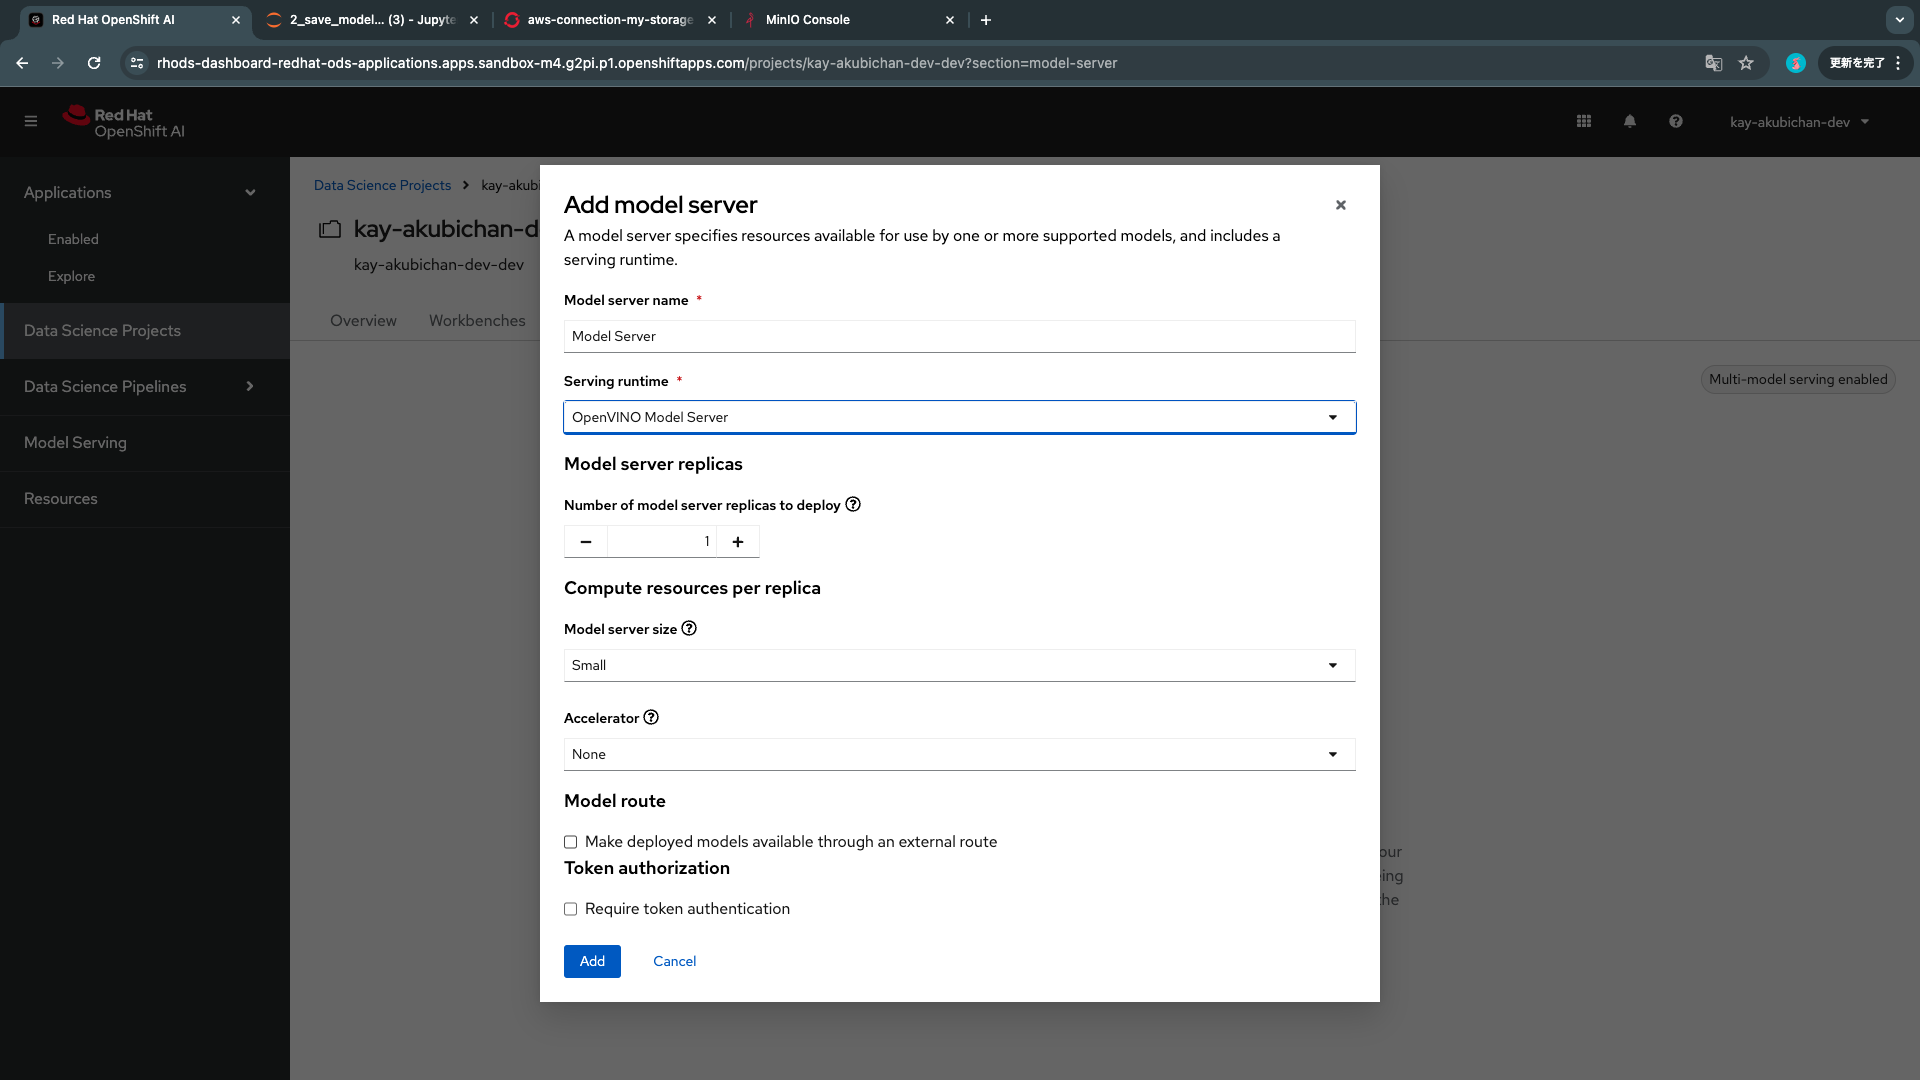 Red Hat OpenShift AI
2_save_model... (3) - Jupyte
aws-connection-my-storage
MinIO Console
rhods-dashboard-redhat-ods-applications.apps.sandbox-m4.g2pi.p1.openshiftapps.com/projects/kay-akubichan-dev-dev?section=model-server
更新を完了
Red Hat
OpenShift AI
kay-akubichan-dev
Applications
Enabled
Explore
Data Science Projects
Data Science Pipelines
Model Serving
Resources
Data Science Projects
kay-akubi
kay-akubichan-d
kay-akubichan-dev-dev
Overview
Workbenches
Multi-model serving enabled
Add model server
A model server specifies resources available for use by one or more supported models, and includes a
serving runtime.
Model server name *
Model Server
Serving runtime *
OpenVINO Model Server
Model server replicas
Number of model server replicas to deploy
1
Compute resources per replica
Model server size
Small
Accelerator
None
Model route
Make deployed models available through an external route
Token authorization
Require token authentication
Add
Cancel